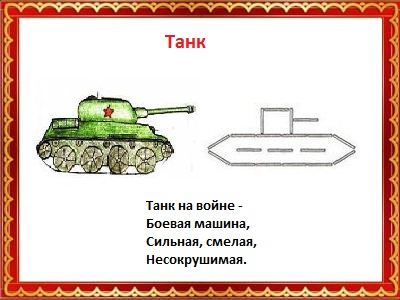 Танк
Танк на войне -
Боевая машина,
Сильная, смелая,
Несокрушимая.